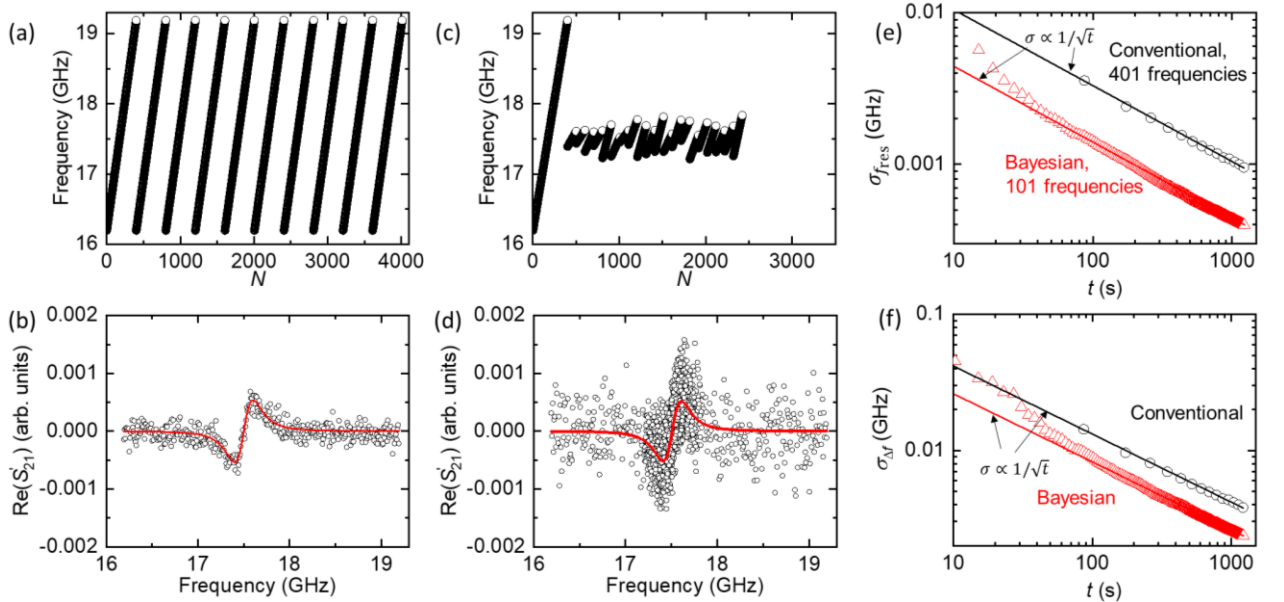 (a)
19
18
17
16
Frequency (GHz)
0
1000
2000
3000
4000
N
(c)
19
18
17
16
Frequency (GHz)
0
1000
2000
3000
N
(e)
0.01
0.001
σfres (GHz)
σ ∝ 1/√t
Conventional,
401 frequencies
Bayesian,
101 frequencies
10
100
1000
t (s)
(b)
0.002
0.001
0.000
-0.001
-0.002
Re(S'21) (arb. units)
16
17
18
19
Frequency (GHz)
(d)
0.002
0.001
0.000
-0.001
-0.002
Re(S'21) (arb. units)
16
17
18
19
Frequency (GHz)
(f)
0.1
0.01
σΔf (GHz)
Conventional
σ ∝ 1/√t
Bayesian
10
100
1000
t (s)